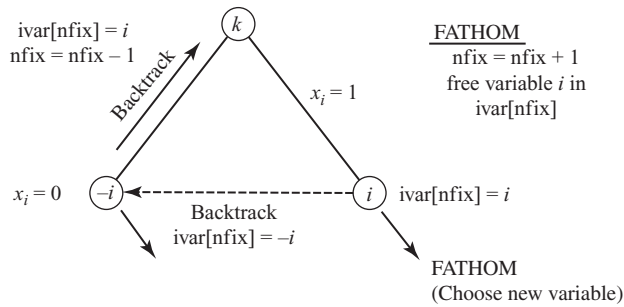 ivar[nfix] = i
nfix = nfix – 1
Backtrack
k
FATHOM
nfix = nfix + 1
free variable i in
ivar[nfix]
x_i = 1
x_i = 0
–i
i
ivar[nfix] = i
Backtrack
ivar[nfix] = –i
FATHOM
(Choose new variable)